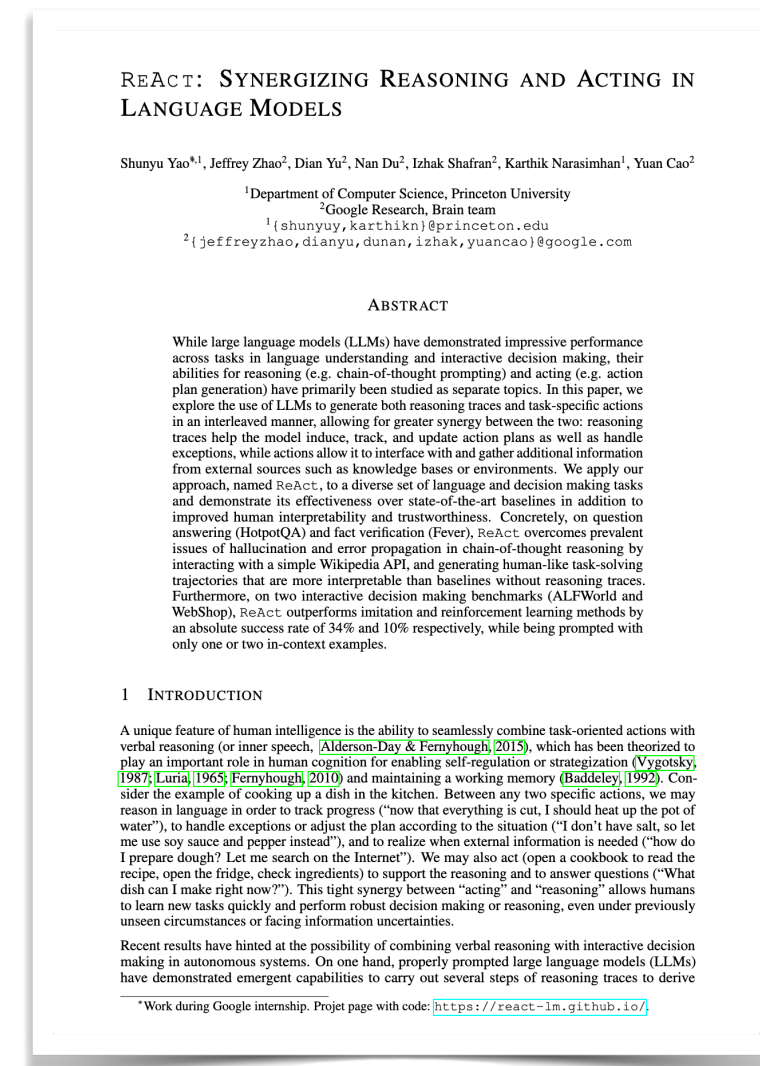 REACT: SYNERGIZING REASONING AND ACTING IN
LANGUAGE MODELS
Shunyu Yao*,1, Jeffrey Zhao2, Dian Yu2, Nan Du2, Izhak Shafran2, Karthik Narasimhan1, Yuan Cao2
1Department of Computer Science, Princeton University
2Google Research, Brain team
1{shunyuy,karthikn}@princeton.edu
2{jeffreyzhao,dianyu,dunan,izhak,yuancao}@google.com
ABSTRACT
While large language models (LLMs) have demonstrated impressive performance
across tasks in language understanding and interactive decision making, their
abilities for reasoning (e.g. chain-of-thought prompting) and acting (e.g. action
plan generation) have primarily been studied as separate topics. In this paper, we
explore the use of LLMs to generate both reasoning traces and task-specific actions
in an interleaved manner, allowing for greater synergy between the two: reasoning
traces help the model induce, track, and update action plans as well as handle
exceptions, while actions allow it to interface with and gather additional information
from external sources such as knowledge bases or environments. We apply our
approach, named ReAct, to a diverse set of language and decision making tasks
and demonstrate its effectiveness over state-of-the-art baselines in addition to
improved human interpretability and trustworthiness. Concretely, on question
answering (HotpotQA) and fact verification (Fever), ReAct overcomes prevalent
issues of hallucination and error propagation in chain-of-thought reasoning by
interacting with a simple Wikipedia API, and generating human-like task-solving
trajectories that are more interpretable than baselines without reasoning traces.
Furthermore, on two interactive decision making benchmarks (ALFWorld and
WebShop), ReAct outperforms imitation and reinforcement learning methods by
an absolute success rate of 34% and 10% respectively, while being prompted with
only one or two in-context examples.
1 INTRODUCTION
A unique feature of human intelligence is the ability to seamlessly combine task-oriented actions with
verbal reasoning (or inner speech, Alderson-Day & Fernyhough, 2015), which has been theorized to
play an important role in human cognition for enabling self-regulation or strategization (Vygotsky,
1987; Luria, 1965; Fernyhough, 2010) and maintaining a working memory (Baddeley, 1992). Con-
sider the example of cooking up a dish in the kitchen. Between any two specific actions, we may
reason in language in order to track progress (“now that everything is cut, I should heat up the pot of
water”), to handle exceptions or adjust the plan according to the situation (“I don’t have salt, so let
me use soy sauce and pepper instead”), and to realize when external information is needed (“how do
I prepare dough? Let me search on the Internet”). We may also act (open a cookbook to read the
recipe, open the fridge, check ingredients) to support the reasoning and to answer questions (“What
dish can I make right now?”). This tight synergy between “acting” and “reasoning” allows humans
to learn new tasks quickly and perform robust decision making or reasoning, even under previously
unseen circumstances or facing information uncertainties.
Recent results have hinted at the possibility of combining verbal reasoning with interactive decision
making in autonomous systems. On one hand, properly prompted large language models (LLMs)
have demonstrated emergent capabilities to carry out several steps of reasoning traces to derive
*Work during Google internship. Projet page with code: https://react-lm.github.io/.